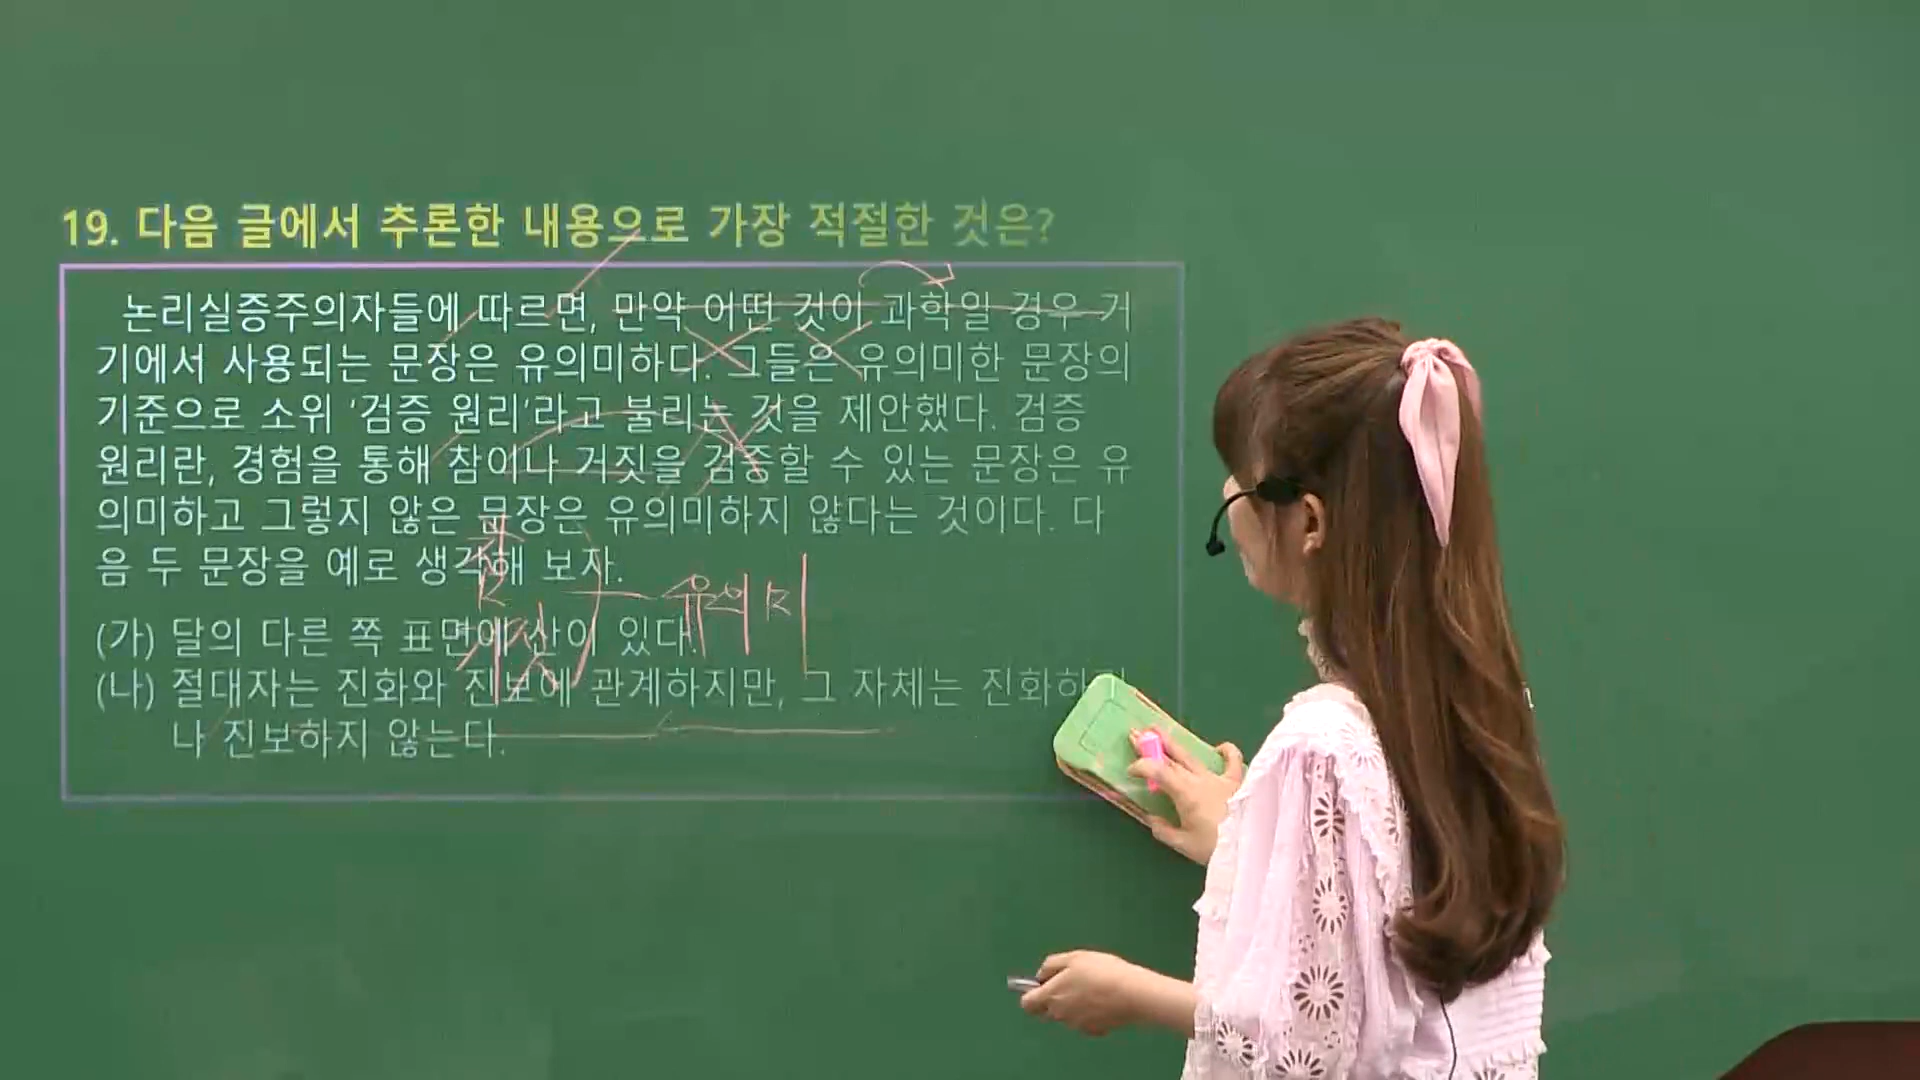 19. 다음 글에서 추론한 내용으로 가장 적절한 것은?
논리실증주의자들에 따르면, 만약 어떤 것이 과학일 경우 거
기에서 사용되는 문장은 유의미하다. 그들은 유의미한 문장의
기준으로 소위 '검증 원리'라고 불리는 것을 제안했다. 검증
원리란, 경험을 통해 참이나 거짓을 검증할 수 있는 문장은 유
의미하고 그렇지 않은 문장은 유의미하지 않다는 것이다. 다
음 두 문장을 예로 생각해 보자.
참
거짓
유의미
(가) 달의 다른 쪽 표면에 산이 있다.
(나) 절대자는 진화와 진보에 관계하지만, 그 자체는 진화하
나 진보하지 않는다.